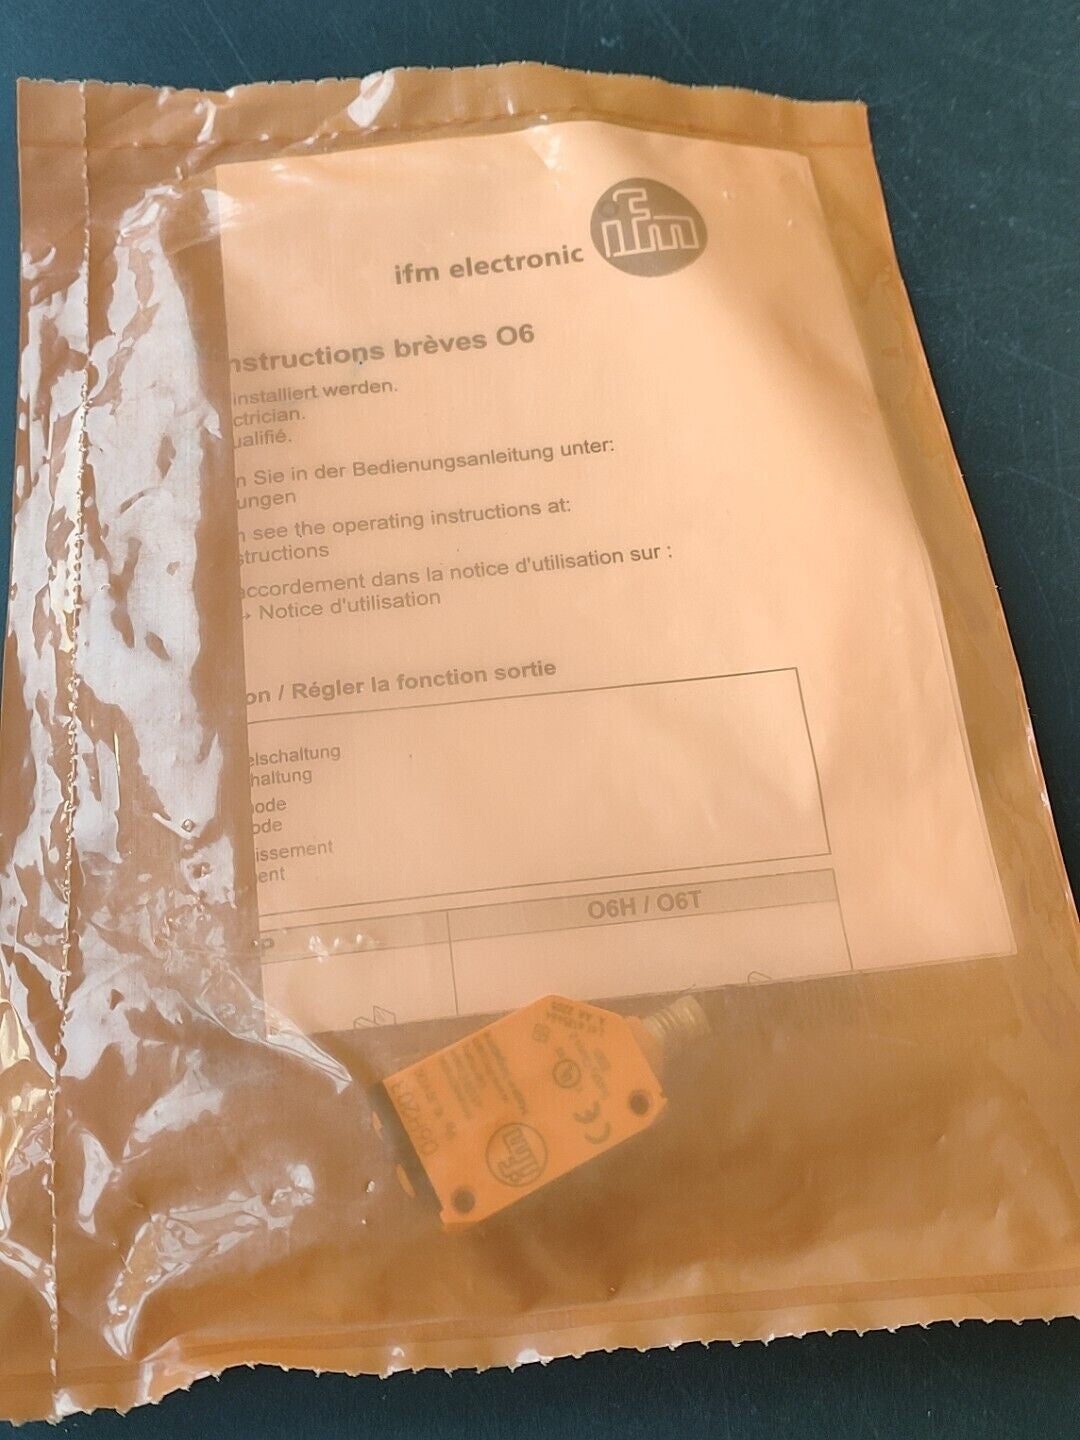 ifm
ifm electronic
nstructions brèves O6
installiert werden.
ctrician.
ualifié.
n Sie in der Bedienungsanleitung unter:
ungen
n see the operating instructions at:
structions
accordement dans la notice d'utilisation sur :
→ Notice d'utilisation
on / Régler la fonction sortie
elschaltung
haltung
ode
ode
issement
ent
P
O6H / O6T
ifm
CE